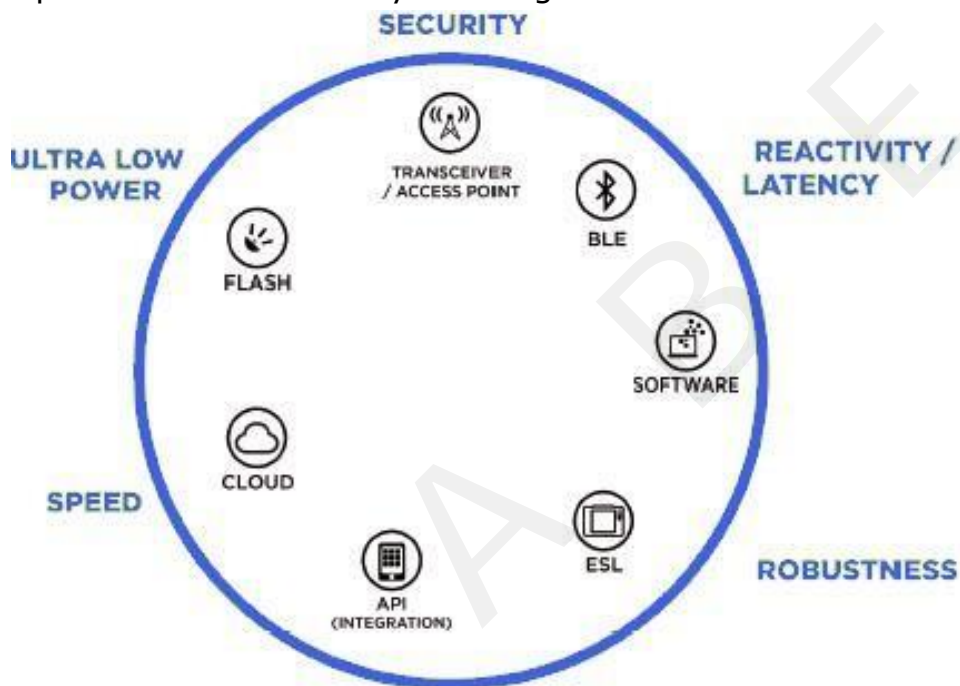 SECURITY
ULTRA LOW
POWER
REACTIVITY /
LATENCY
TRANSCEIVER
/ ACCESS POINT
BLE
FLASH
SOFTWARE
CLOUD
SPEED
ESL
ROBUSTNESS
API
(INTEGRATION)
A B E